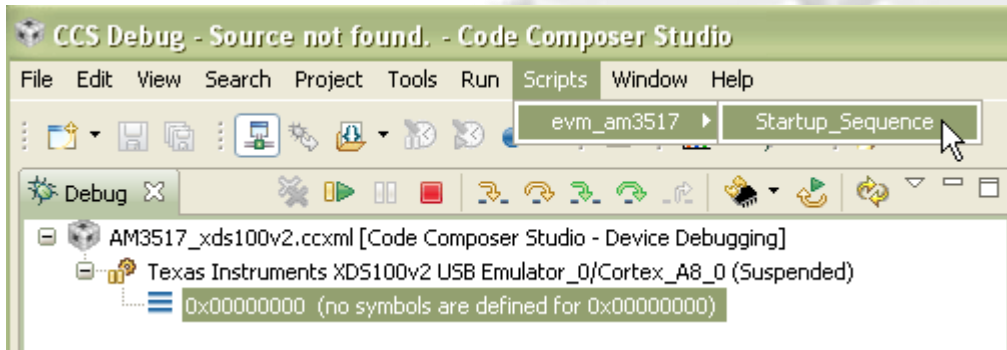 CCS Debug - Source not found. - Code Composer Studio
File Edit View Search Project Tools Run Scripts Window Help
evm_am3517 Startup_Sequence
Debug
AM3517_xds100v2.ccxml [Code Composer Studio - Device Debugging]
Texas Instruments XDS100v2 USB Emulator_0/Cortex_A8_0 (Suspended)
0x00000000 (no symbols are defined for 0x00000000)